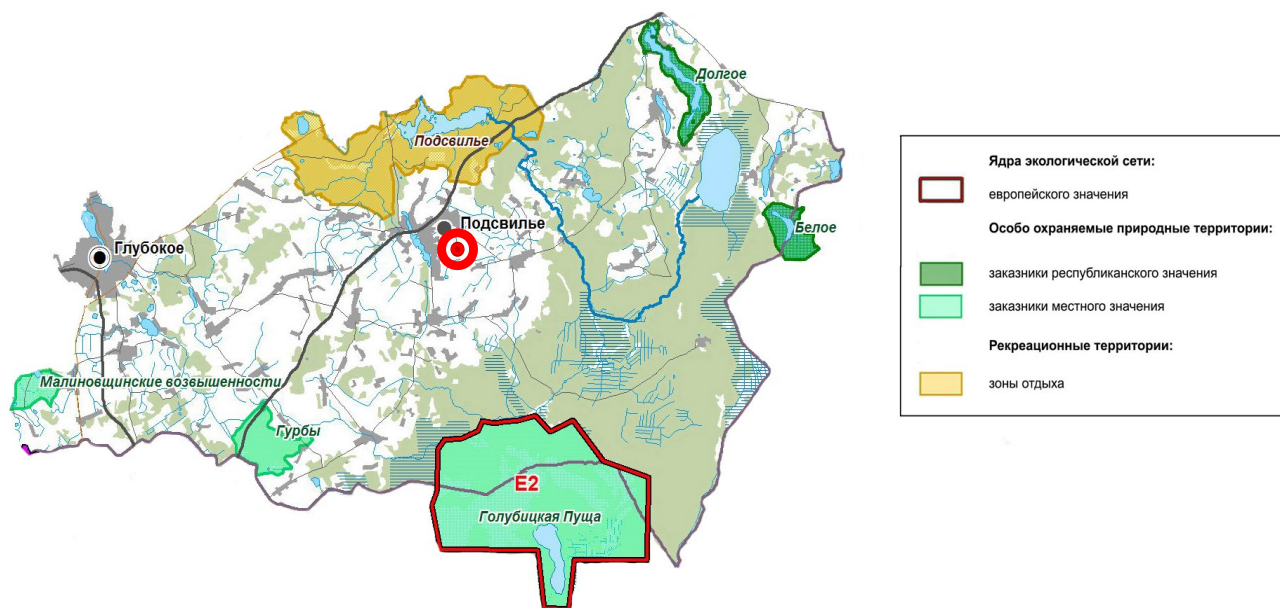 Долгое
Подсвилье
Подсвилье
Белое
Глубокое
Малиновщинские возвышенности
Гурбы
E2
Голубицкая Пуща
Ядра экологической сети:
европейского значения
Особо охраняемые природные территории:
заказники республиканского значения
заказники местного значения
Рекреационные территории:
зоны отдыха